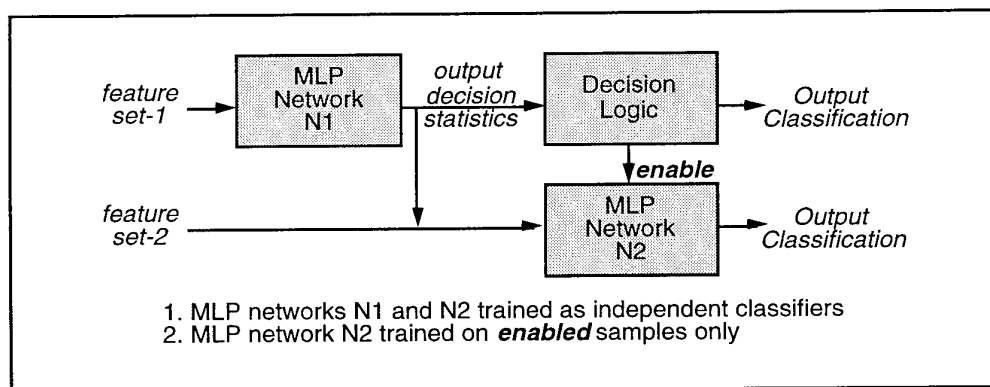 feature
set-1
MLP
Network
N1
output
decision
statistics
Decision
Logic
Output
Classification
enable
feature
set-2
MLP
Network
N2
Output
Classification
1. MLP networks N1 and N2 trained as independent classifiers
2. MLP network N2 trained on enabled samples only